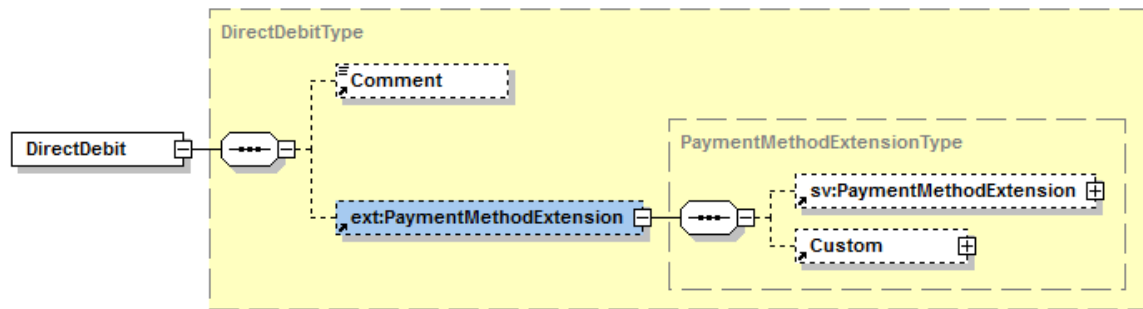 DirectDebitType
Comment
DirectDebit
PaymentMethodExtensionType
sv:PaymentMethodExtension
ext:PaymentMethodExtension
Custom